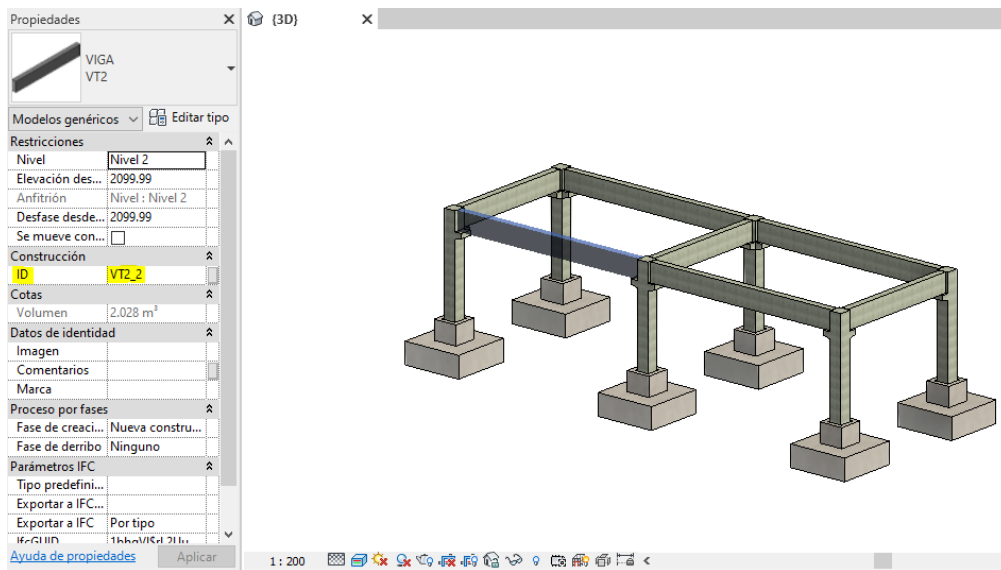 Propiedades
{3D}
VIGA
VT2
Modelos genéricos
Editar tipo
Restricciones
Nivel Nivel 2
Elevación des... 2099.99
Anfitrión Nivel : Nivel 2
Desfase desde... 2099.99
Se mueve con...
Construcción
ID VT2_2
Cotas
Volumen 2.028 m³
Datos de identidad
Imagen
Comentarios
Marca
Proceso por fases
Fase de creaci... Nueva constru...
Fase de derribo Ninguno
Parámetros IFC
Tipo predefini...
Exportar a IFC...
Exportar a IFC Por tipo
IfcGUID
Ayuda de propiedades
Aplicar
1 : 200